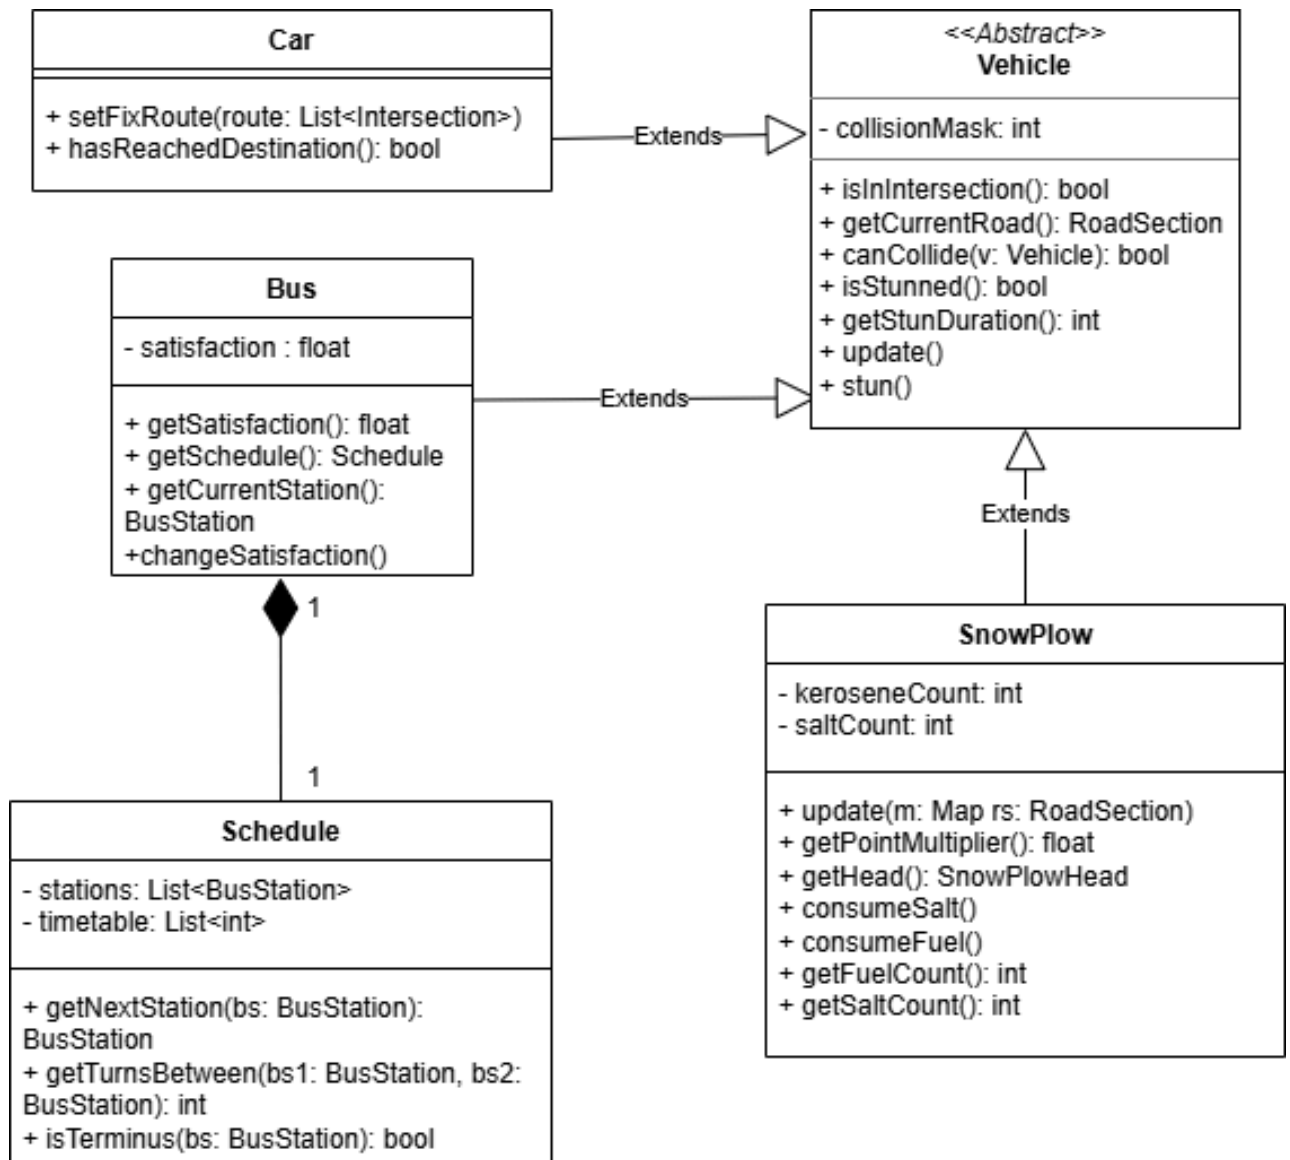 Car
+ setFixRoute(route: List<Intersection>)
+ hasReachedDestination(): bool
Extends
<<Abstract>>
Vehicle
- collisionMask: int
+ isInIntersection(): bool
+ getCurrentRoad(): RoadSection
+ canCollide(v: Vehicle): bool
+ isStunned(): bool
+ getStunDuration(): int
+ update()
+ stun()
Bus
- satisfaction : float
+ getSatisfaction(): float
+ getSchedule(): Schedule
+ getCurrentStation():
BusStation
+changeSatisfaction()
Extends
Extends
1
1
Schedule
- stations: List<BusStation>
- timetable: List<int>
+ getNextStation(bs: BusStation):
BusStation
+ getTurnsBetween(bs1: BusStation, bs2:
BusStation): int
+ isTerminus(bs: BusStation): bool
SnowPlow
- keroseneCount: int
- saltCount: int
+ update(m: Map rs: RoadSection)
+ getPointMultiplier(): float
+ getHead(): SnowPlowHead
+ consumeSalt()
+ consumeFuel()
+ getFuelCount(): int
+ getSaltCount(): int